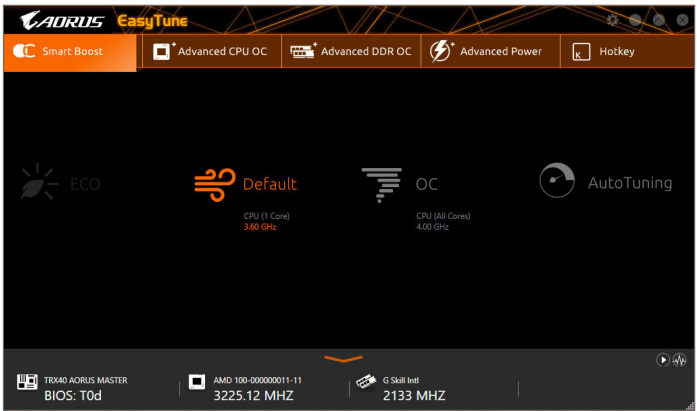 AORUS EasyTune
Smart Boost
Advanced CPU OC
Advanced DDR OC
Advanced Power
K
Hotkey
ECO
Default
CPU (1 Core)
3.60 GHz
OC
CPU (All Cores)
4.00 GHz
AutoTuning
TRX40 AORUS MASTER
BIOS: T0d
AMD 100-000000011-11
3225.12 MHZ
G Skill Intl
2133 MHZ